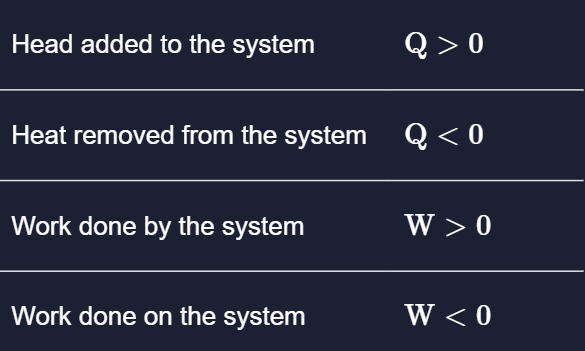 Head added to the system Q > 0
Heat removed from the system Q < 0
Work done by the system W > 0
Work done on the system W < 0